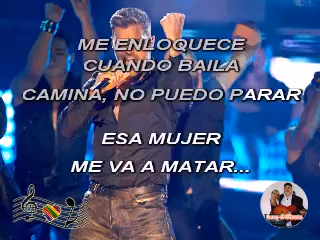 ME ENLOQUECE
CUANDO BAILA
CAMINA, NO PUEDO PARAR
ESA MUJER
ME VA A MATAR...